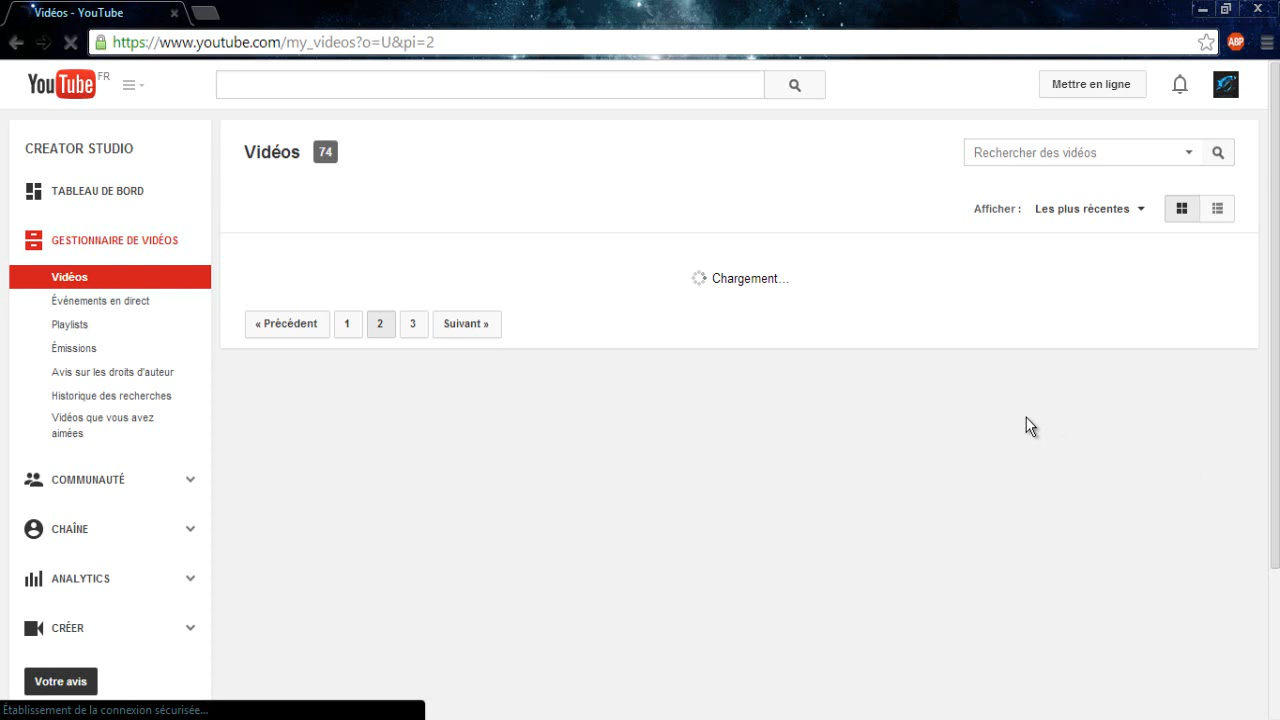 Vidéos - YouTube
https://www.youtube.com/my_videos?o=U&pi=2
ABP
YouTube FR
Mettre en ligne
CREATOR STUDIO
TABLEAU DE BORD
GESTIONNAIRE DE VIDÉOS
Vidéos
Événements en direct
Playlists
Émissions
Avis sur les droits d'auteur
Historique des recherches
Vidéos que vous avez
aimées
COMMUNAUTÉ
CHAÎNE
ANALYTICS
CRÉER
Votre avis
Vidéos 74
Rechercher des vidéos
Afficher : Les plus récentes
Chargement...
« Précédent 1 2 3 Suivant »
Établissement de la connexion sécurisée...